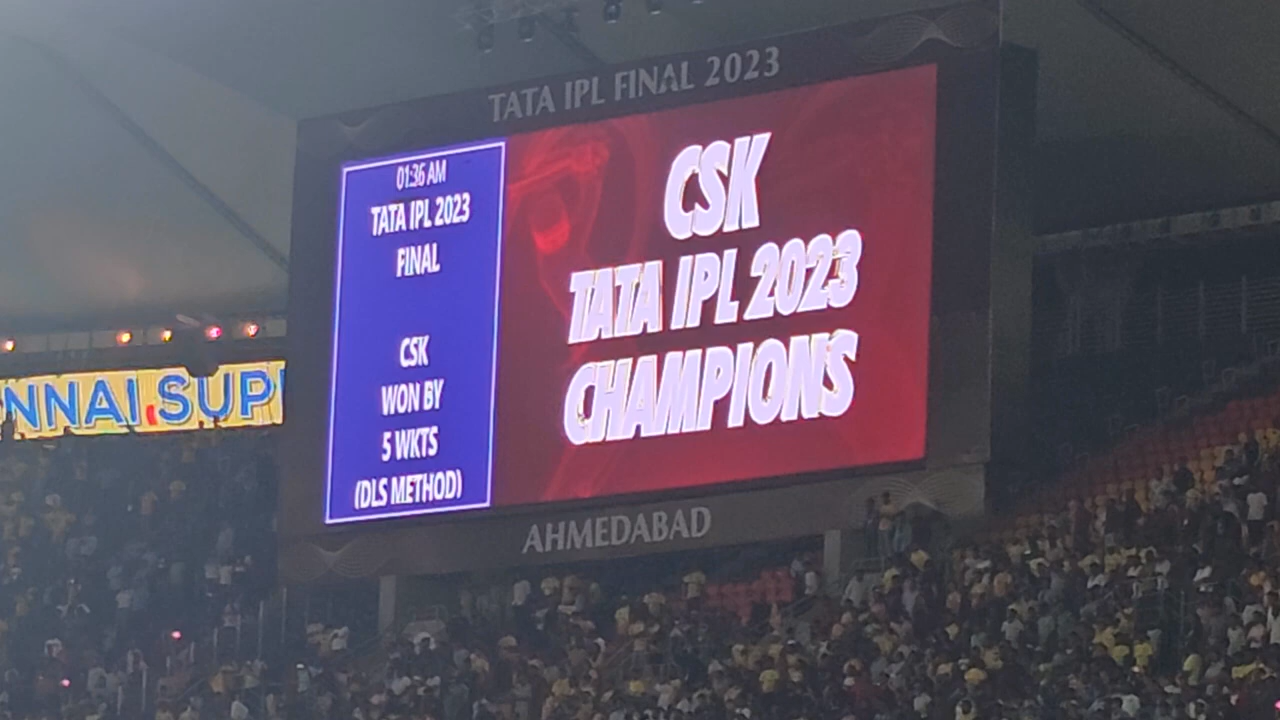 TATA IPL FINAL 2023
01:36 AM
TATA IPL 2023
FINAL
CSK
WON BY
5 WKTS
(DLS METHOD)
CSK
TATA IPL 2023
CHAMPIONS
NNAI SUP
AHMEDABAD